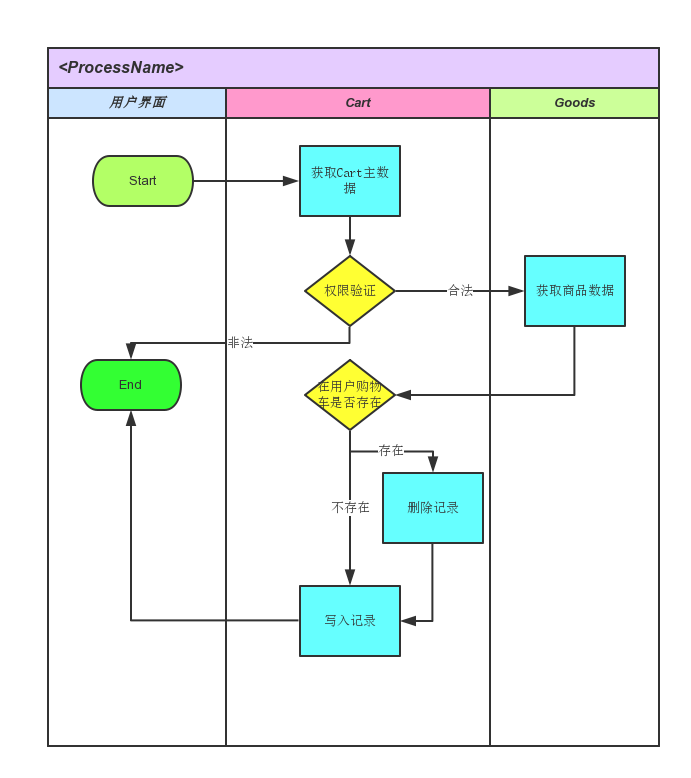 <ProcessName>
用户界面
Cart
Goods
Start
获取Cart主数
据
权限验证
合法
获取商品数据
非法
End
在用户购物
车是否存在
存在
不存在
删除记录
写入记录